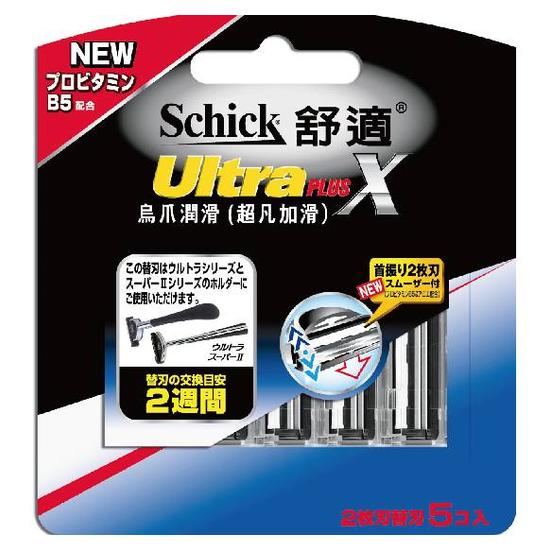 NEW
プロビタミン
B5配合
Schick 舒適®
Ultra PLUS X
烏爪潤滑(超凡加滑)
この替刃はウルトラシリーズと
スーパーⅡシリーズのホルダーに
ご使用いただけます。
ウルトラ
スーパーⅡ
替刃の交換目安
2週間
首振り2枚刃
スムーザー付
NEW
2枚刃替刃 5コ入